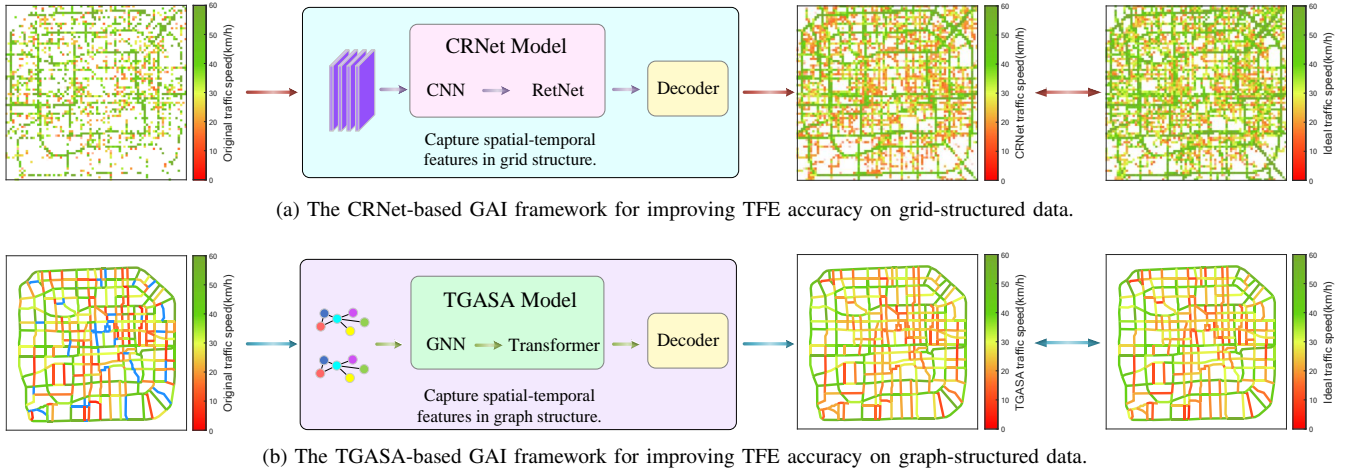 60
50
40
30
20
10
0
Original traffic speed(km/h)
CRNet Model
CNN
RetNet
Capture spatial-temporal
features in grid structure.
Decoder
60
50
40
30
20
10
0
CRNet traffic speed(km/h)
60
50
40
30
20
10
0
Ideal traffic speed(km/h)
(a) The CRNet-based GAI framework for improving TFE accuracy on grid-structured data.
60
50
40
30
20
10
0
Original traffic speed(km/h)
TGASA Model
GNN
Transformer
Capture spatial-temporal
features in graph structure.
Decoder
60
50
40
30
20
10
0
TGASA traffic speed(km/h)
60
50
40
30
20
10
0
Ideal traffic speed(km/h)
(b) The TGASA-based GAI framework for improving TFE accuracy on graph-structured data.